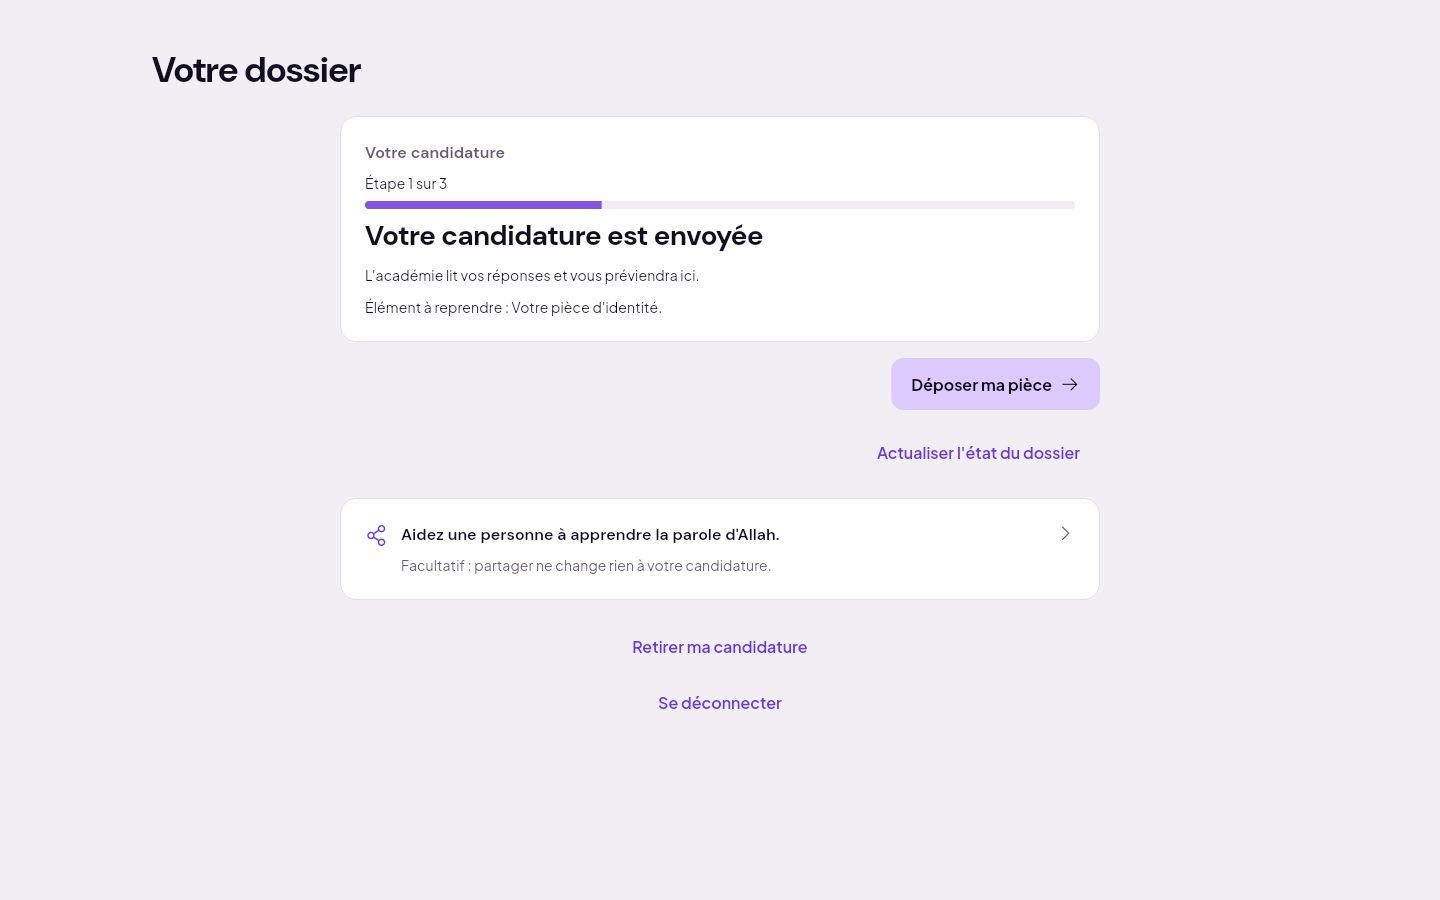 Votre dossier
Votre candidature
Étape 1 sur 3
Votre candidature est envoyée
L'académie lit vos réponses et vous préviendra ici.
Élément à reprendre : Votre pièce d'identité.
Déposer ma pièce
Actualiser l'état du dossier
Aidez une personne à apprendre la parole d'Allah.
Facultatif : partager ne change rien à votre candidature.
Retirer ma candidature
Se déconnecter